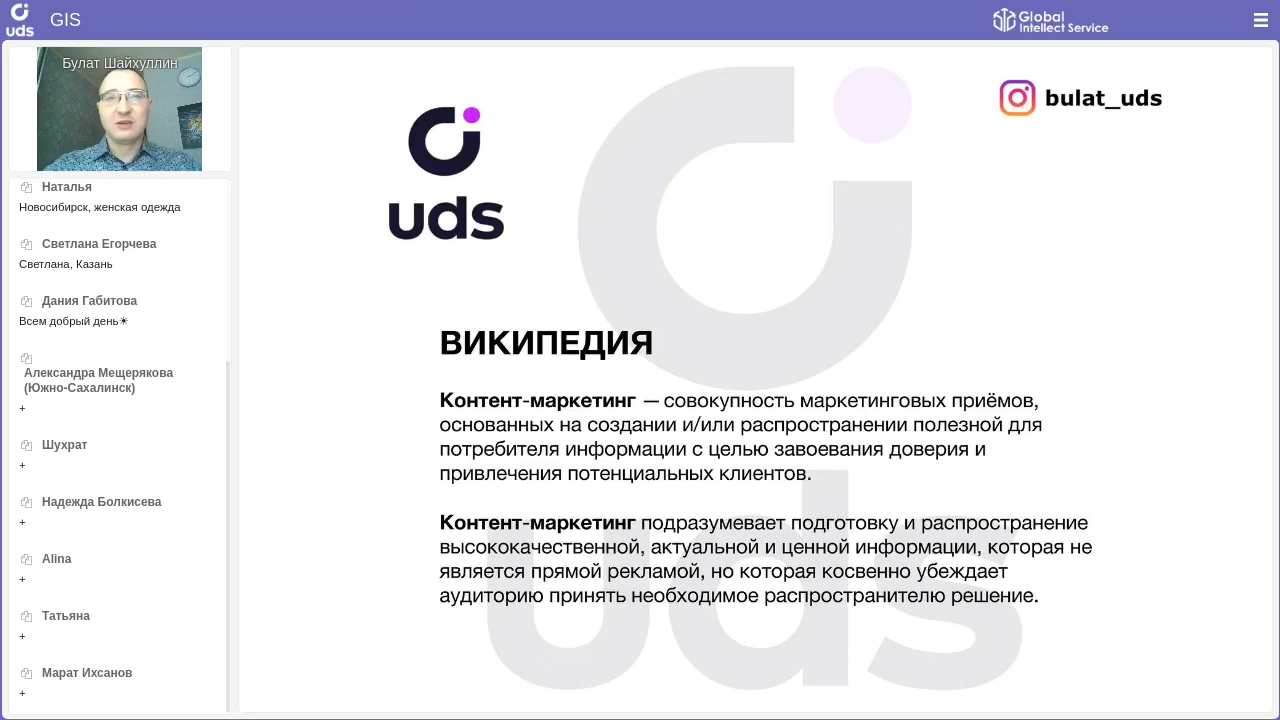 uds
GIS
Global
Intellect Service
Булат Шайхуллин
Наталья
Новосибирск, женская одежда
Светлана Егорчева
Светлана, Казань
Дания Габитова
Всем добрый день☀
Александра Мещерякова
(Южно-Сахалинск)
+
Шухрат
+
Надежда Болкисева
+
Alina
+
Татьяна
+
Марат Ихсанов
+
uds
bulat_uds
ВИКИПЕДИЯ
Контент-маркетинг — совокупность маркетинговых приёмов,
основанных на создании и/или распространении полезной для
потребителя информации с целью завоевания доверия и
привлечения потенциальных клиентов.
Контент-маркетинг подразумевает подготовку и распространение
высококачественной, актуальной и ценной информации, которая не
является прямой рекламой, но которая косвенно убеждает
аудиторию принять необходимое распространителю решение.
uds